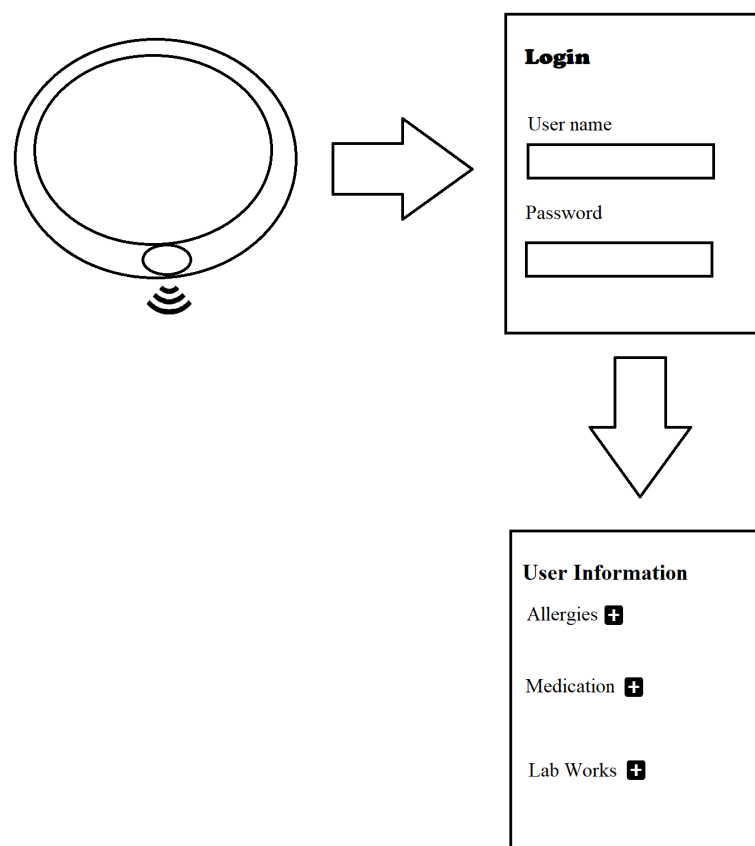 Login
User name
Password
User Information
Allergies
Medication
Lab Works